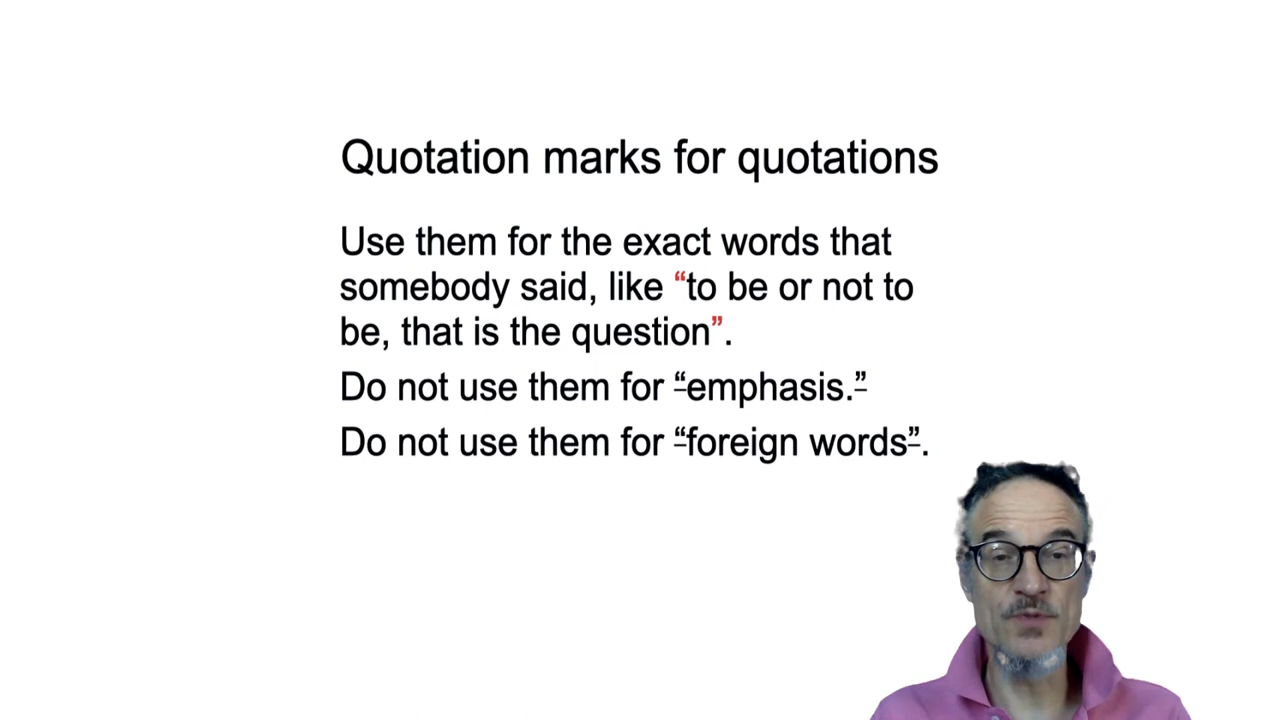 Quotation marks for quotations
Use them for the exact words that
somebody said, like “to be or not to
be, that is the question”.
Do not use them for “emphasis.”
Do not use them for “foreign words”.